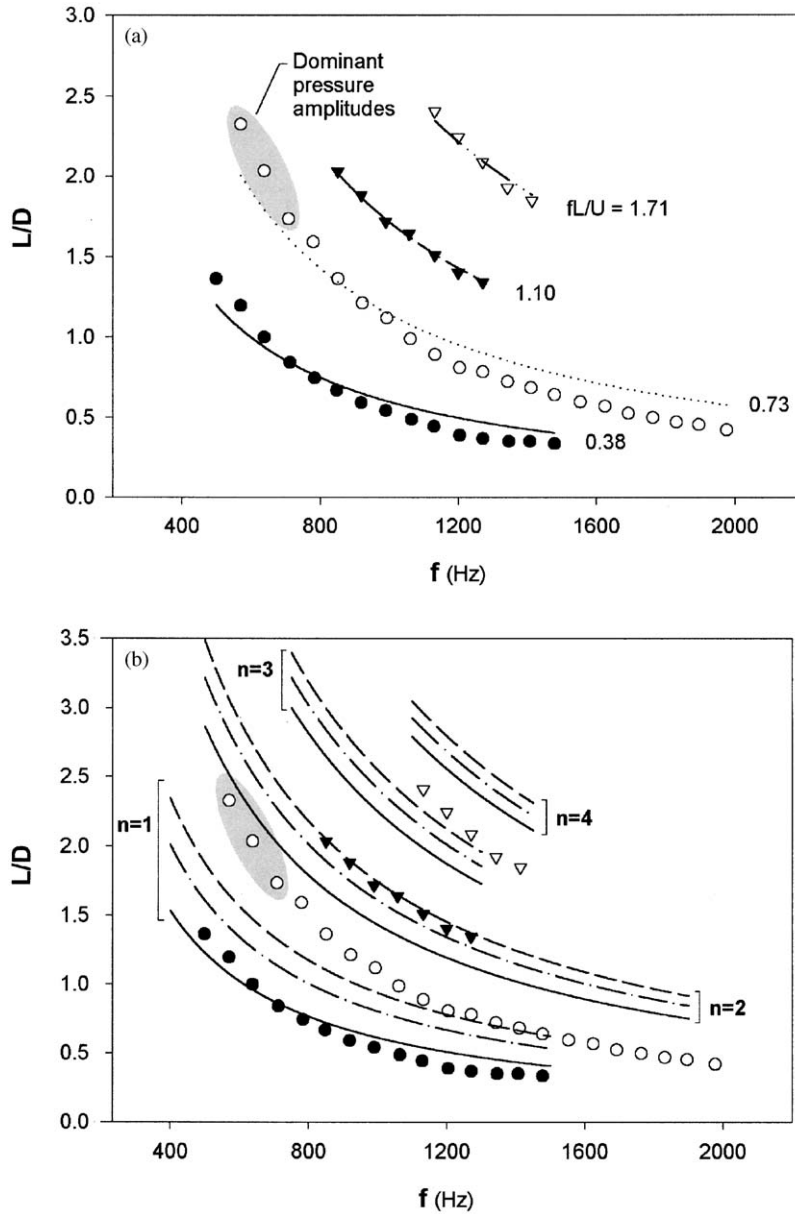 (a)
3.0
2.5
2.0
1.5
1.0
0.5
0.0
L/D
Dominant
pressure
amplitudes
fL/U = 1.71
1.10
0.73
0.38
400
800
1200
1600
2000
f (Hz)
(b)
3.5
3.0
2.5
2.0
1.5
1.0
0.5
0.0
L/D
n=3
n=1
n=4
n=2
400
800
1200
1600
2000
f (Hz)